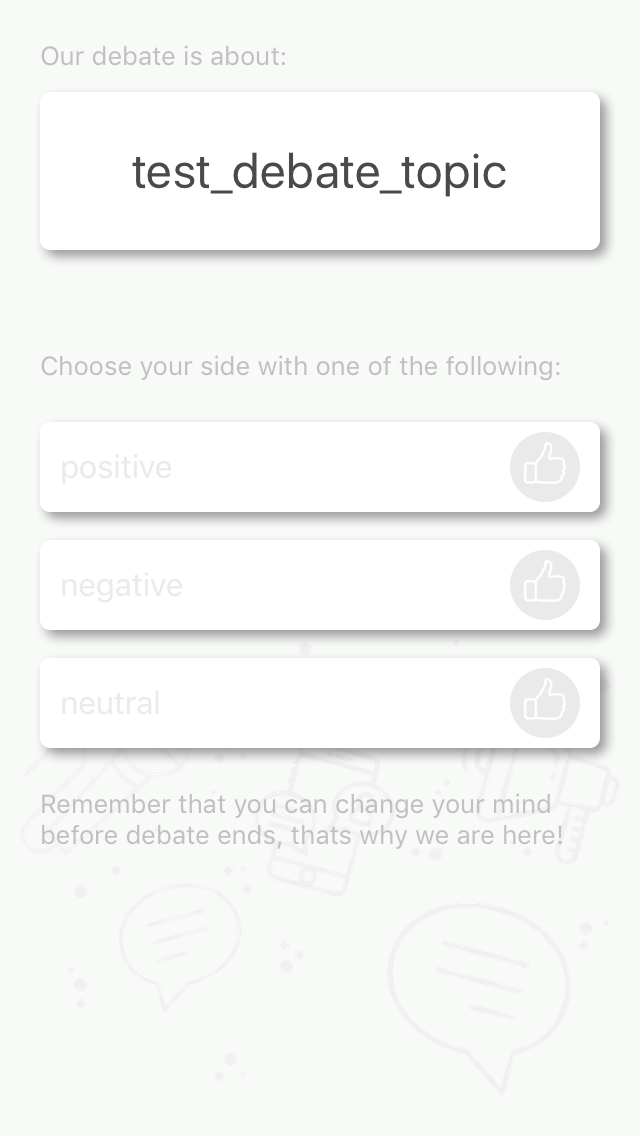 Our debate is about:
test_debate_topic
Choose your side with one of the following:
positive
negative
neutral
Remember that you can change your mind
before debate ends, thats why we are here!